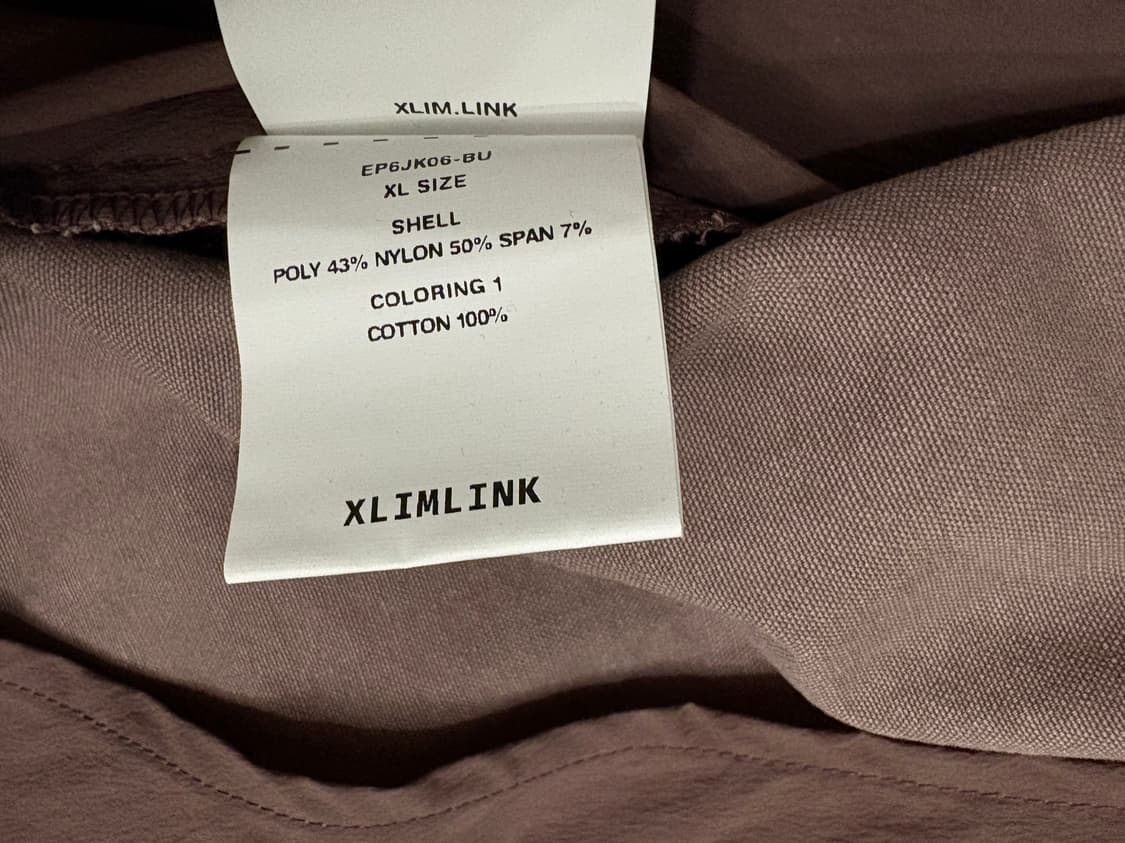 XLIM.LINK
EP6JK06-BU
XL SIZE
SHELL
POLY 43% NYLON 50% SPAN 7%
COLORING 1
COTTON 100%
XLIMLINK